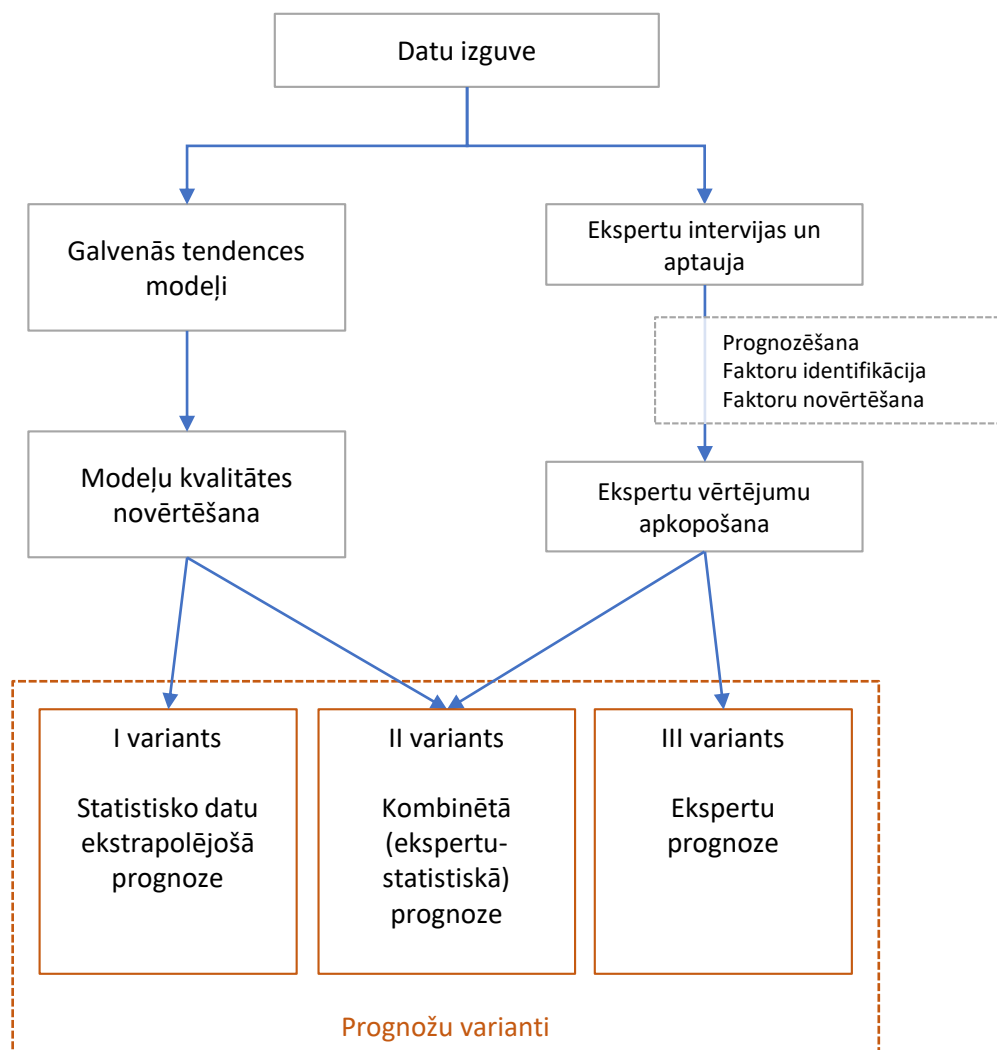 Datu izguve
Galvenās tendences
modeļi
Ekspertu intervijas un
aptauja
Prognozēšana
Faktoru identifikācija
Faktoru novērtēšana
Modeļu kvalitātes
novērtēšana
Ekspertu vērtējumu
apkopošana
I variants
Statistisko datu
ekstrapolējošā
prognoze
II variants
Kombinētā
(ekspertu-
statistiskā)
prognoze
III variants
Ekspertu
prognoze
Prognožu varianti